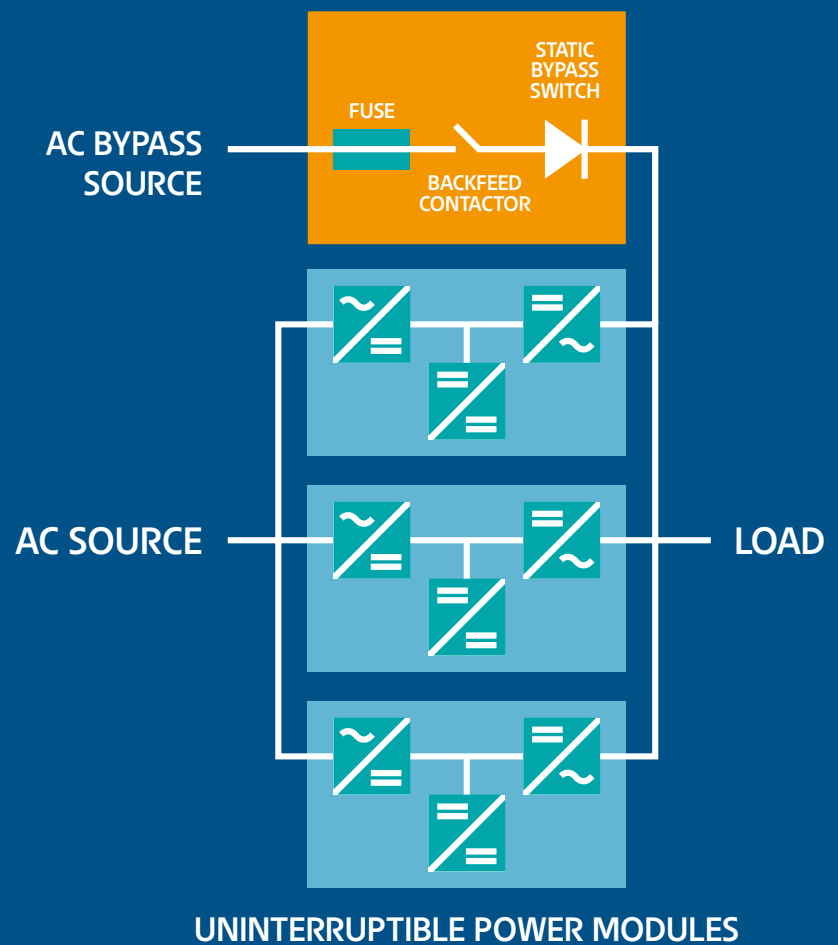 STATIC
BYPASS
SWITCH
FUSE
AC BYPASS
SOURCE
BACKFEED
CONTACTOR
AC SOURCE
LOAD
UNINTERRUPTIBLE POWER MODULES